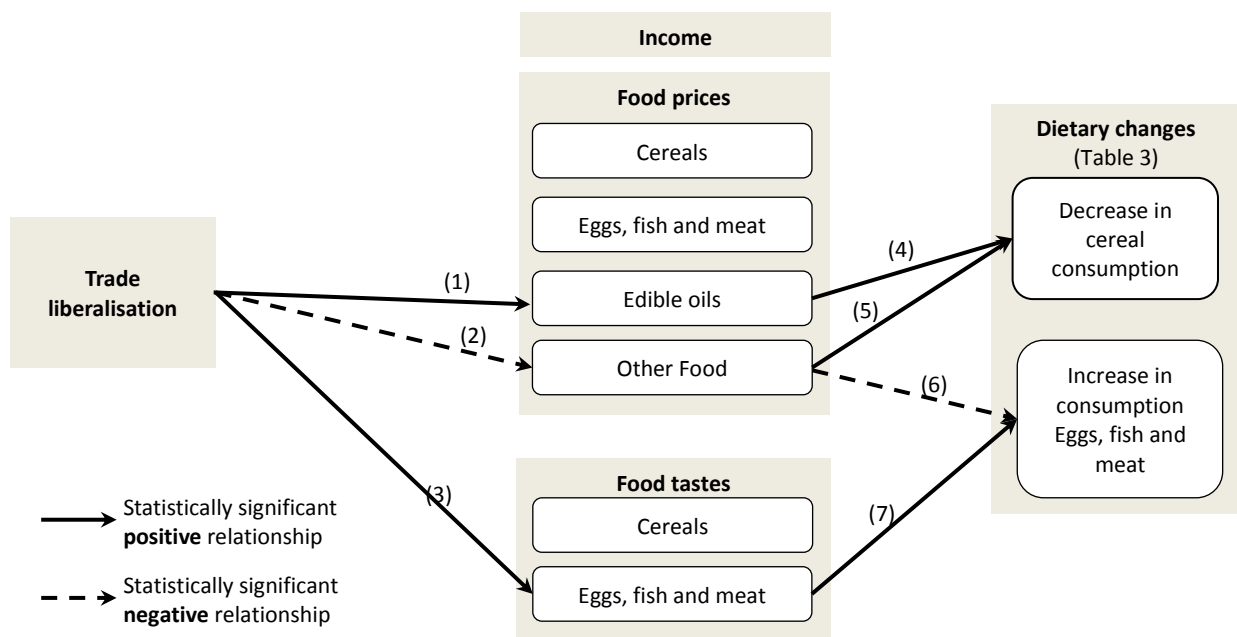 Income
Food prices
Cereals
Eggs, fish and meat
Edible oils
Other Food
Trade
liberalisation
(1)
(2)
(3)
Food tastes
Cereals
Eggs, fish and meat
(4)
(5)
(6)
(7)
Dietary changes
(Table 3)
Decrease in
cereal
consumption
Increase in
consumption
Eggs, fish and
meat
Statistically significant
positive relationship
Statistically significant
negative relationship